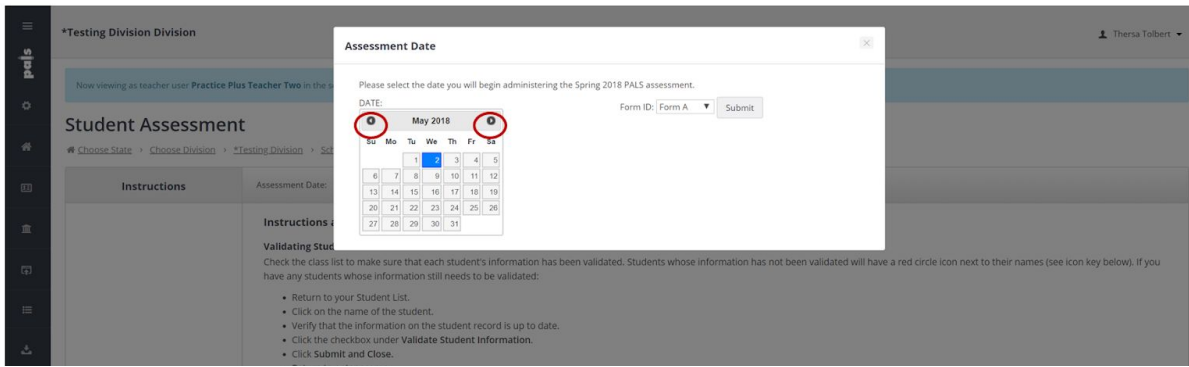 *Testing Division Division
Thersa Tolbert
pals
Now viewing as teacher user Practice Plus Teacher Two in the s
Student Assessment
Choose State › Choose Division › *Testing Division › Sch
Instructions
Assessment Date:
Assessment Date
×
Please select the date you will begin administering the Spring 2018 PALS assessment.
DATE:
Form ID: Form A
Submit
May 2018
Su Mo Tu We Th Fr Sa
1 2 3 4 5
6 7 8 9 10 11 12
13 14 15 16 17 18 19
20 21 22 23 24 25 26
27 28 29 30 31
Instructions
Validating Stud
Check the class list to make sure that each student's information has been validated. Students whose information has not been validated will have a red circle icon next to their names (see icon key below). If you
have any students whose information still needs to be validated:
• Return to your Student List.
• Click on the name of the student.
• Verify that the information on the student record is up to date.
• Click the checkbox under Validate Student Information.
• Click Submit and Close.